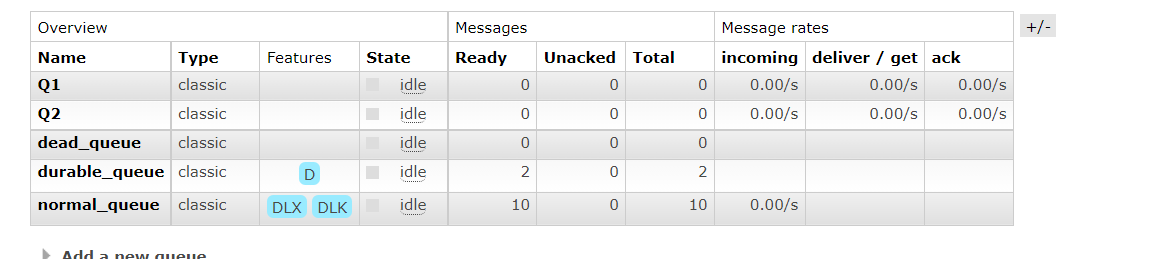 Overview Messages Message rates +/-
Name Type Features State Ready Unacked Total incoming deliver / get ack
Q1 classic idle 0 0 0 0.00/s 0.00/s 0.00/s
Q2 classic idle 0 0 0 0.00/s 0.00/s 0.00/s
dead_queue classic idle 0 0 0
durable_queue classic D idle 2 0 2
normal_queue classic DLX DLK idle 10 0 10 0.00/s
Add a new queue